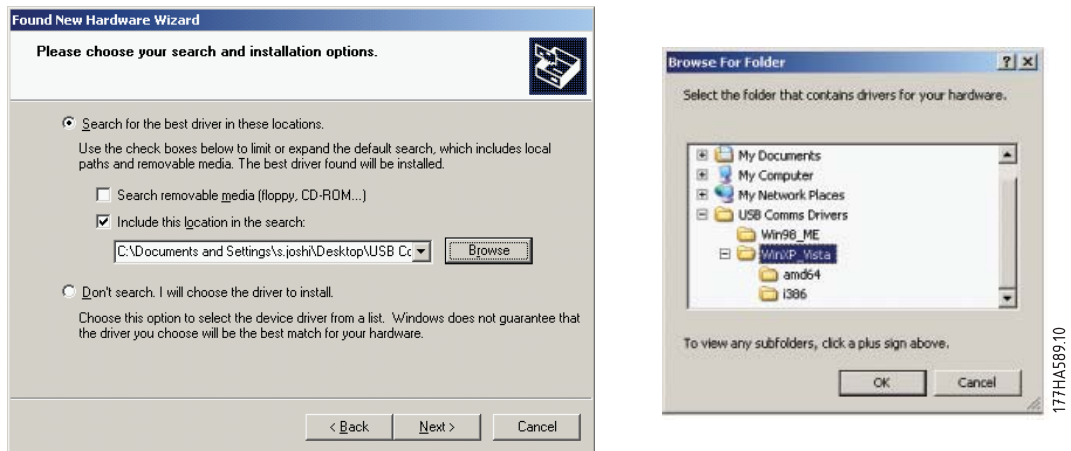 Found New Hardware Wizard
Please choose your search and installation options.
Search for the best driver in these locations.
Use the check boxes below to limit or expand the default search, which includes local
paths and removable media. The best driver found will be installed.
Search removable media (floppy, CD-ROM...)
Include this location in the search:
C:\Documents and Settings\s.joshi\Desktop\USB Cc
Browse
Don't search. I will choose the driver to install.
Choose this option to select the device driver from a list. Windows does not guarantee that
the driver you choose will be the best match for your hardware.
< Back
Next >
Cancel
Browse For Folder
Select the folder that contains drivers for your hardware.
My Documents
My Computer
My Network Places
USB Comms Drivers
Win98_ME
WinXP_Vista
amd64
i386
To view any subfolders, click a plus sign above.
OK
Cancel
177HA589.10